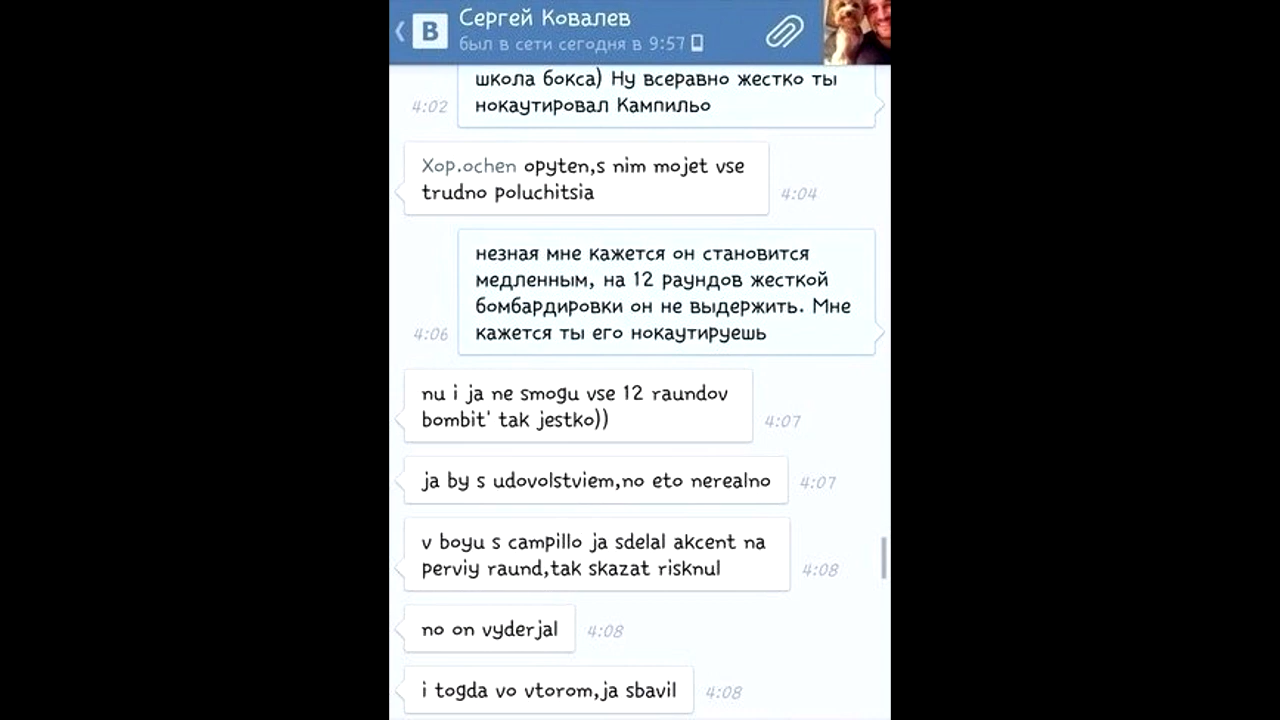 Сергей Ковалев
В
был в сети сегодня в 9:57
школа бокса) Ну всеравно жестко ты
нокаутировал Кампильо
4:02
Xop.ochen opyten,s nim mojet vse
trudno poluchitsia
4:04
незная мне кажется он становится
медленным, на 12 раундов жесткой
бомбардировки он не выдержить. Мне
кажется ты его нокаутируешь
4:06
nu i ja ne smogu vse 12 raundov
bombit' tak jestko))
4:07
ja by s udovolstviem,no eto nerealno
4:07
v boyu s campillo ja sdelal akcent na
perviy raund,tak skazat risknul
4:08
no on vyderjal
4:08
i togda vo vtorom,ja sbavil
4:08